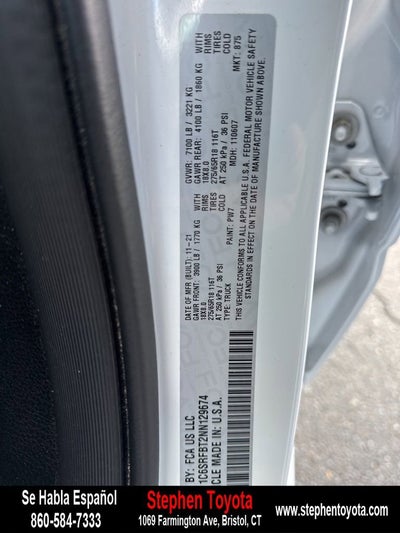 BY: FCA US LLC
DATE OF MFR (BUILT): 11-21
GVWR: 7100 LB / 3221 KG
GAWR FRONT: 3900 LB / 1770 KG WITH
18X8.0 RIMS
275/65R18 116T TIRES
AT 250 kPa / 36 PSI COLD
GAWR REAR: 4100 LB / 1860 KG WITH
18X8.0 RIMS
275/65R18 116T TIRES
AT 250 kPa / 36 PSI COLD
TYPE: TRUCK
PAINT: PW7
MDH: 110607
MKT: B75
THIS VEHICLE CONFORMS TO ALL APPLICABLE U.S.A. FEDERAL MOTOR VEHICLE SAFETY
STANDARDS IN EFFECT ON THE DATE OF MANUFACTURE SHOWN ABOVE.
1C6SRFBT2NN129674
CLE MADE IN: U.S.A.
Se Habla Español
860-584-7333
Stephen Toyota
1069 Farmington Ave, Bristol, CT
www.stephentoyota.com